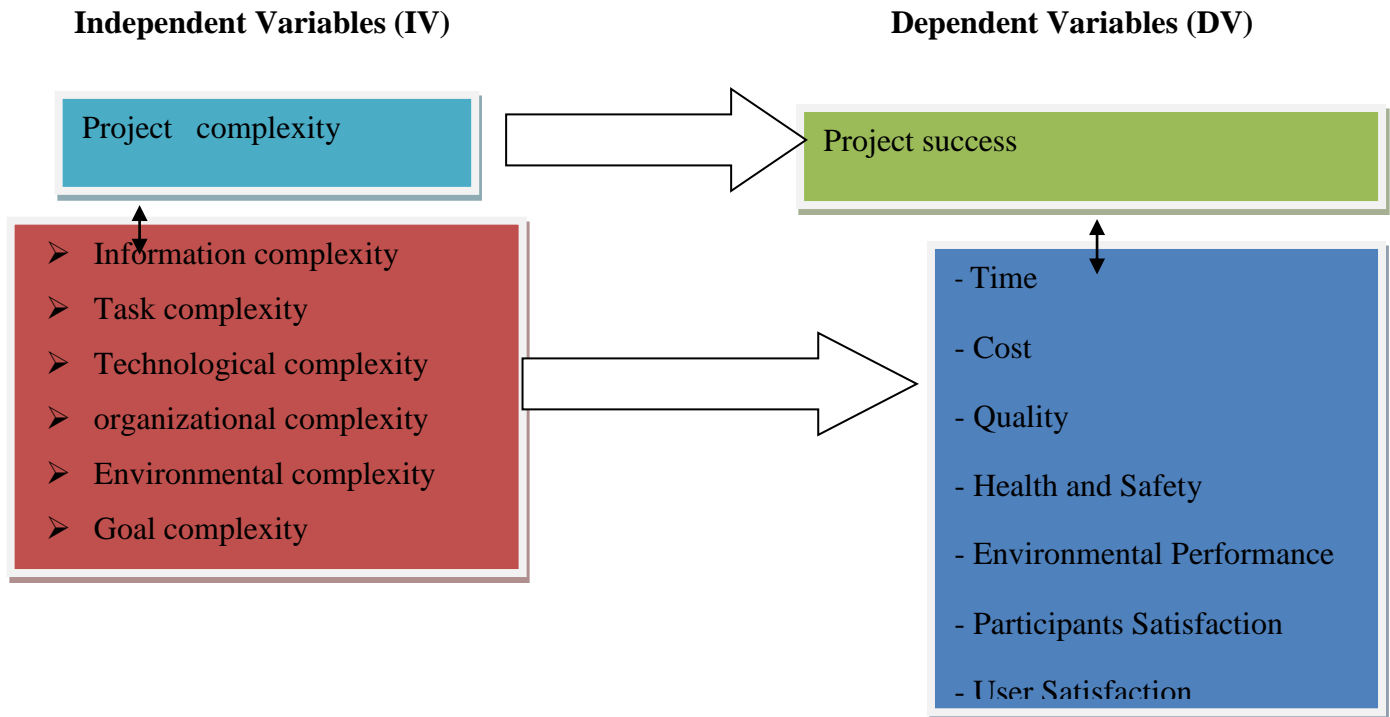 Independent Variables (IV)
Dependent Variables (DV)
Project complexity
Project success
➢ Information complexity
➢ Task complexity
➢ Technological complexity
➢ organizational complexity
➢ Environmental complexity
➢ Goal complexity
- Time
- Cost
- Quality
- Health and Safety
- Environmental Performance
- Participants Satisfaction
- User Satisfaction